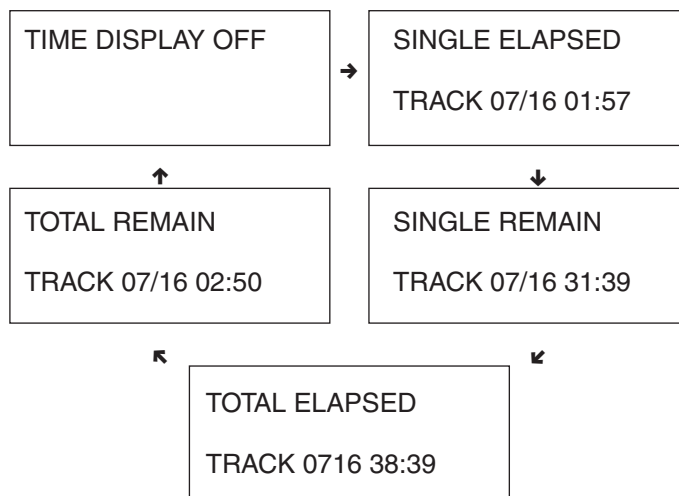 TIME DISPLAY OFF
SINGLE ELAPSED
TRACK 07/16 01:57
TOTAL REMAIN
TRACK 07/16 02:50
SINGLE REMAIN
TRACK 07/16 31:39
TOTAL ELAPSED
TRACK 0716 38:39